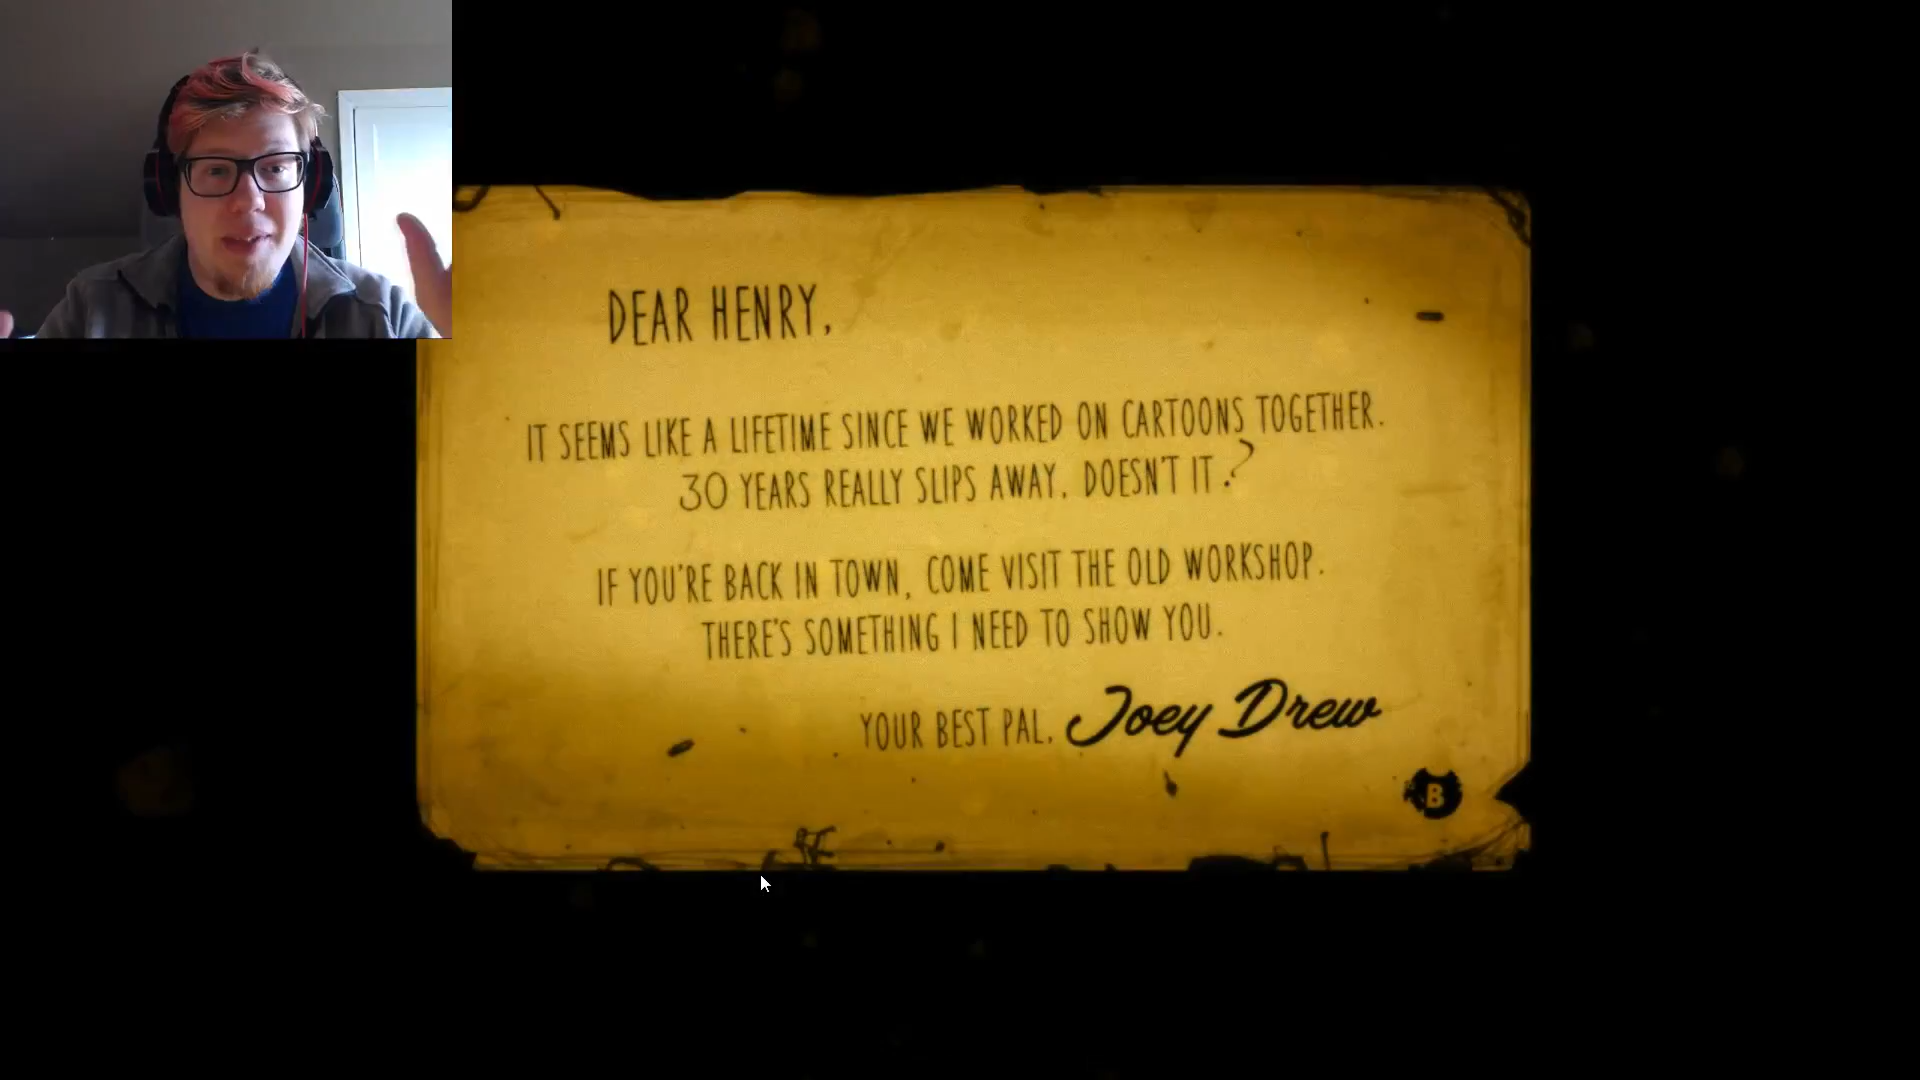 DEAR HENRY,
IT SEEMS LIKE A LIFETIME SINCE WE WORKED ON CARTOONS TOGETHER.
30 YEARS REALLY SLIPS AWAY, DOESN'T IT?
IF YOU'RE BACK IN TOWN, COME VISIT THE OLD WORKSHOP.
THERE'S SOMETHING I NEED TO SHOW YOU.
YOUR BEST PAL, Joey Drew
B